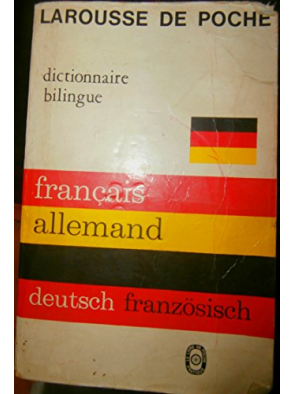 LAROUSSE DE POCHE
dictionnaire
bilingue
français
allemand
deutsch französisch